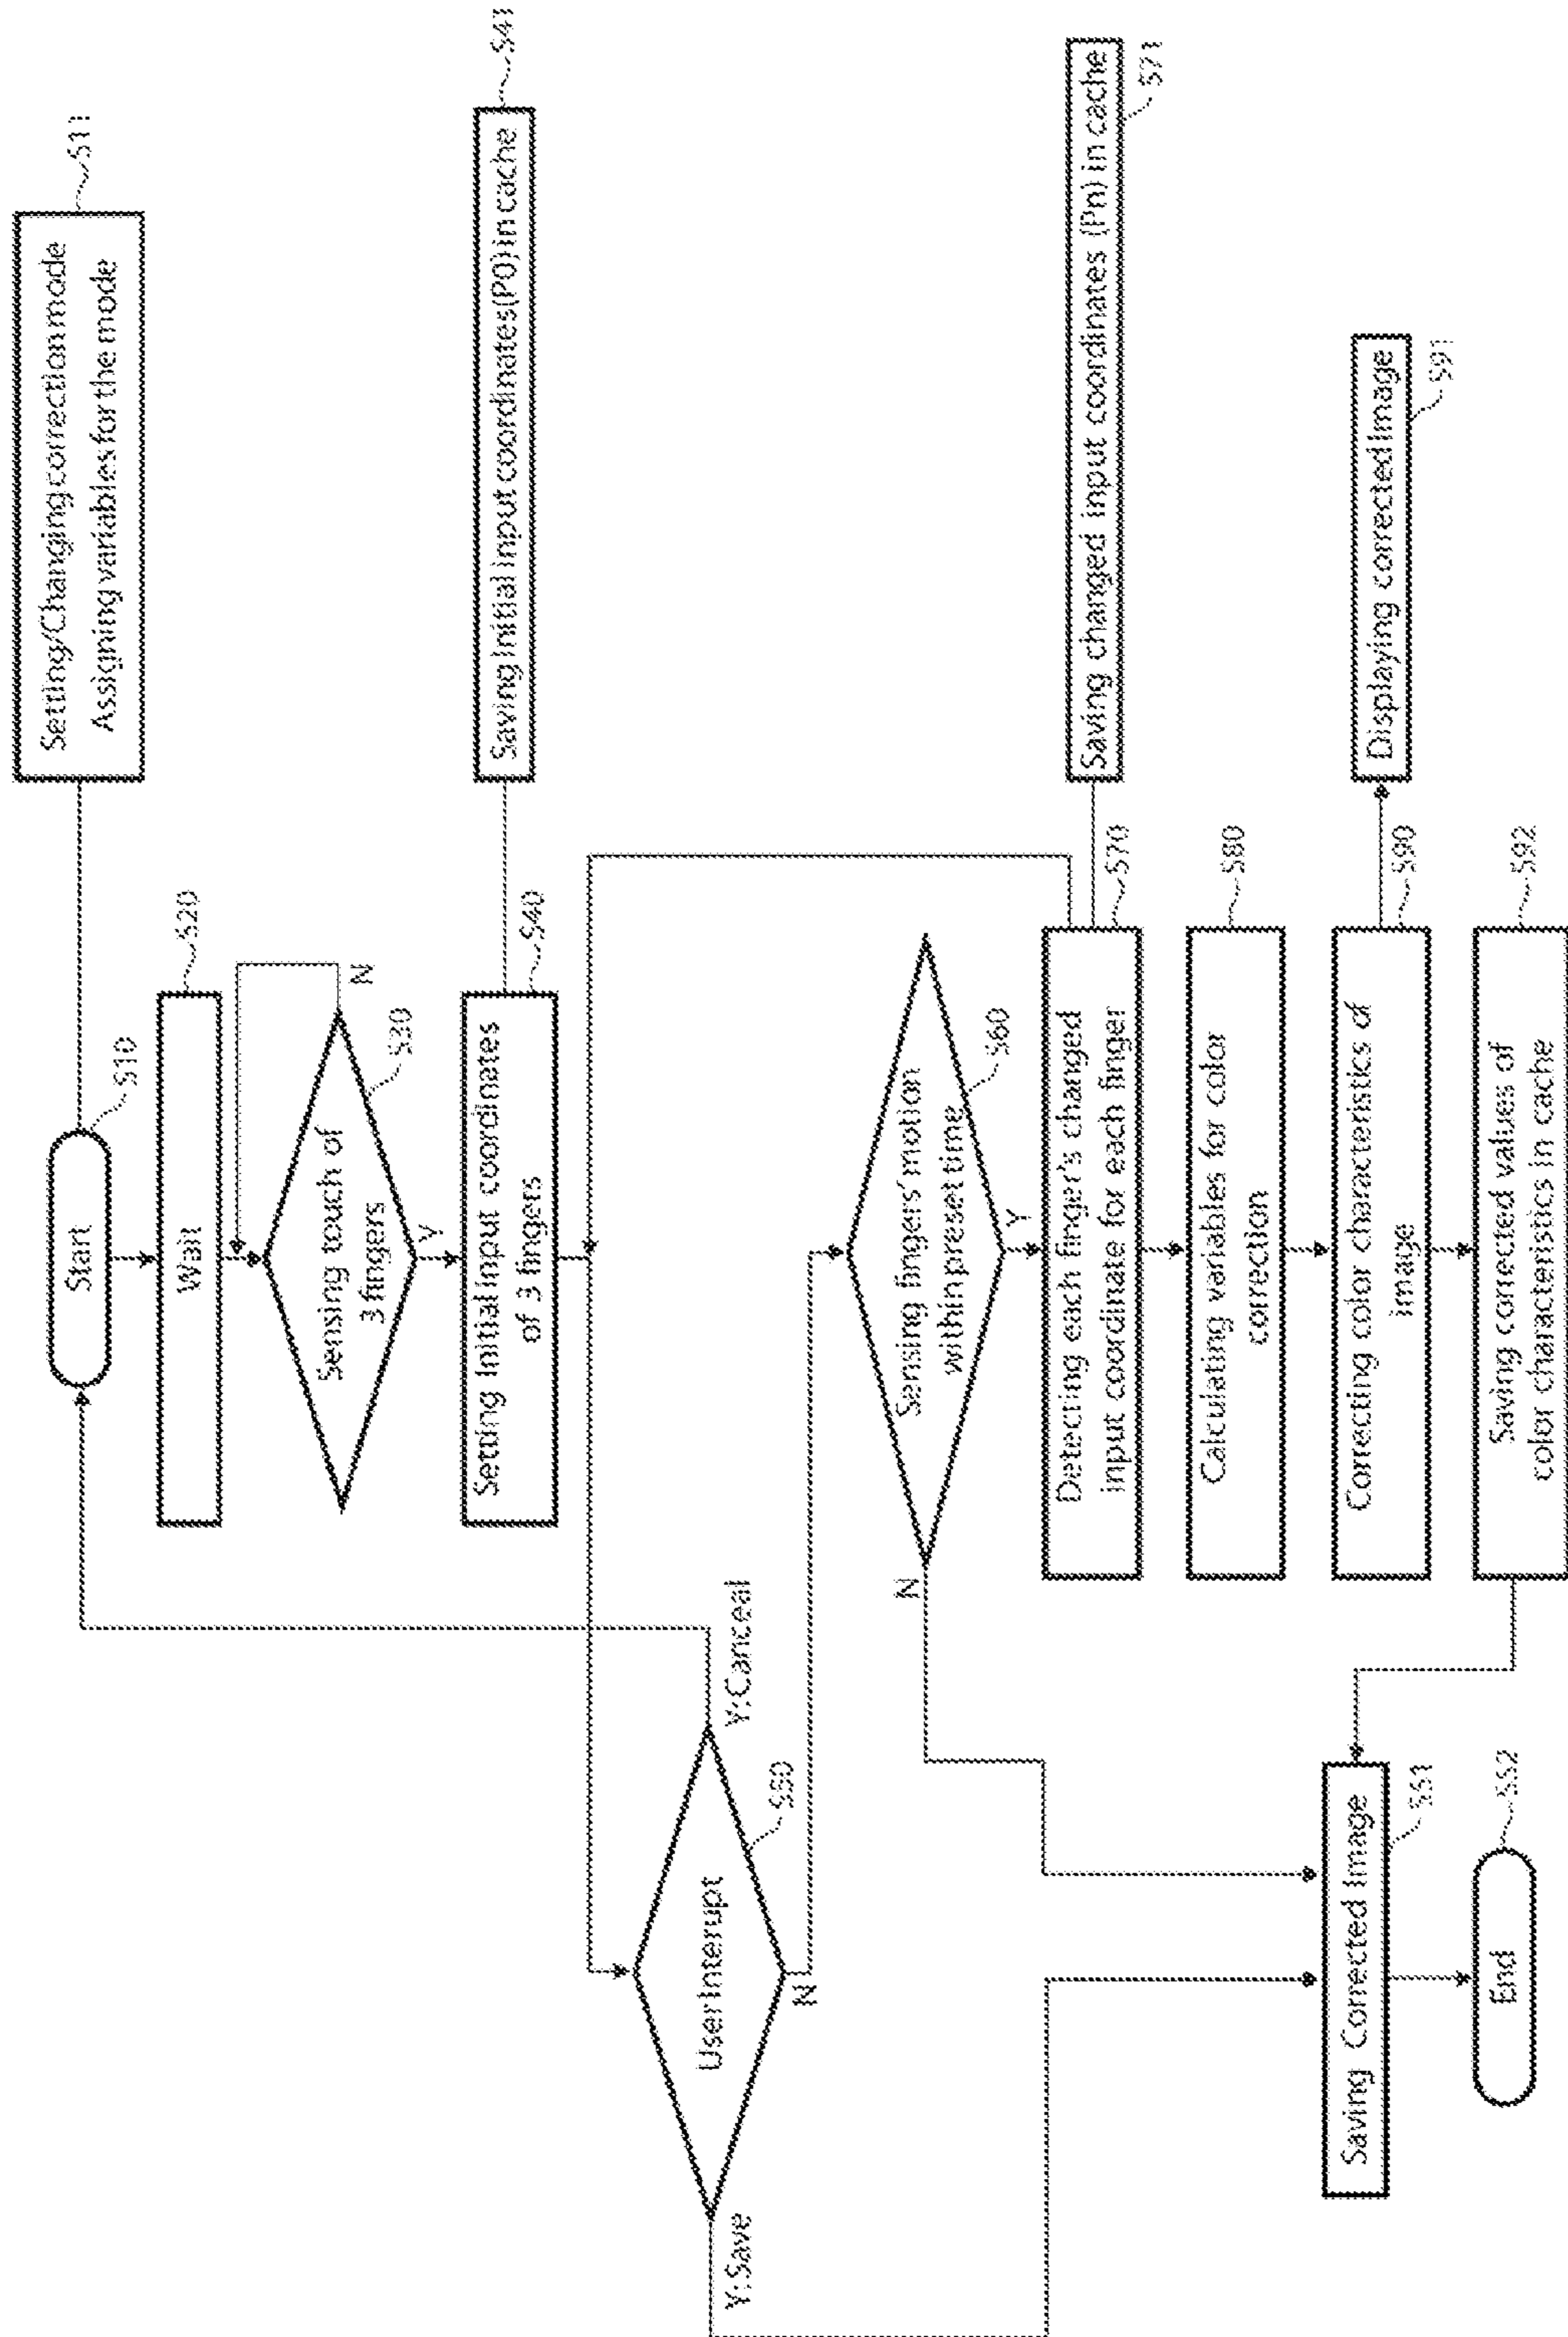 Start
S10
Setting/Changing correction mode
Assigning variables for the mode
S11
Wait
S20
Sensing touch of
3 fingers
S30
N
Y
Setting Initial Input coordinates
of 3 fingers
S40
Saving Initial input coordinates(P0) in cache
S41
User Interupt
S50
Y:Canceal
Y:Save
N
Sensing fingers' motion
within preset time
S60
N
Y
Detecting each finger's changed
input coordinate for each finger
S70
Saving changed input coordinates (Pn) in cache
S71
Calculating variables for color
correction
S80
Correcting color characteristics of
image
S90
Displaying corrected Image
S91
Saving corrected values of
color characteristics in cache
S92
Saving Corrected Image
S51
End
S52